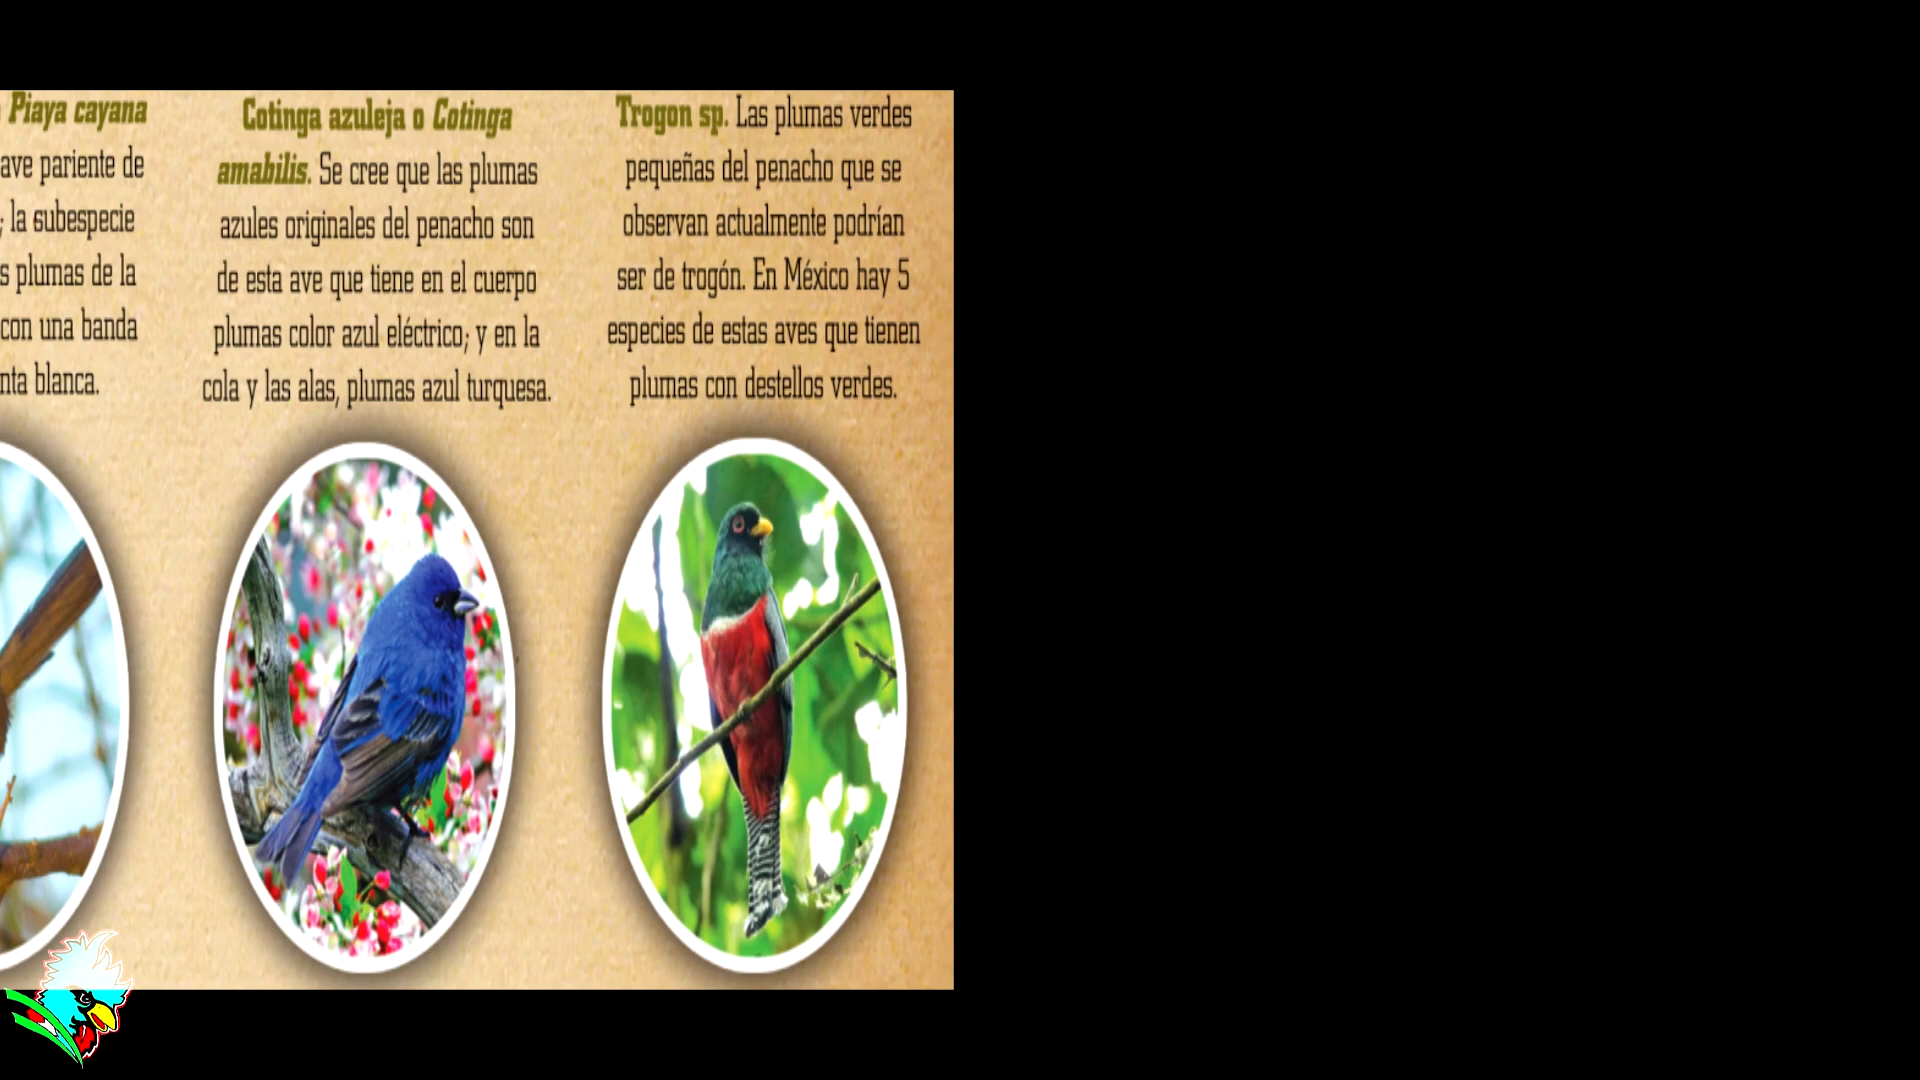 Piaya cayana
ave pariente de
; la subespecie
s plumas de la
con una banda
nta blanca.
Cotinga azuleja o Cotinga
amabilis. Se cree que las plumas
azules originales del penacho son
de esta ave que tiene en el cuerpo
plumas color azul eléctrico; y en la
cola y las alas, plumas azul turquesa.
Trogon sp. Las plumas verdes
pequeñas del penacho que se
observan actualmente podrían
ser de trogón. En México hay 5
especies de estas aves que tienen
plumas con destellos verdes.